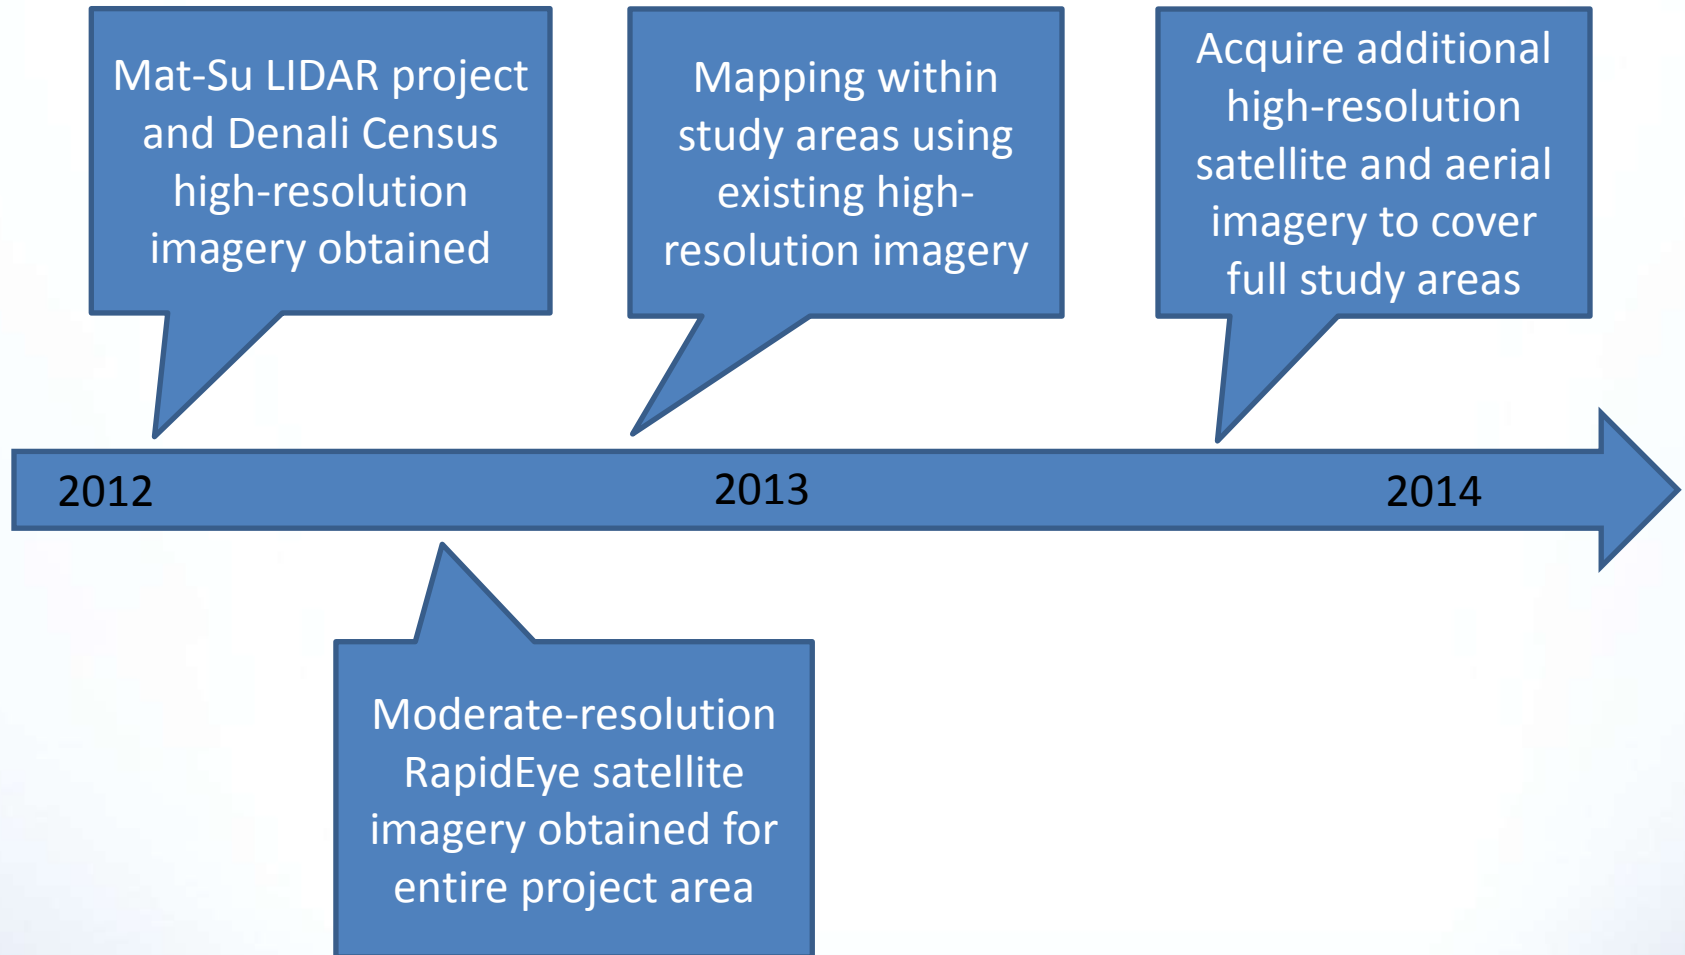 Mat-Su LIDAR project
and Denali Census
high-resolution
imagery obtained
Mapping within
study areas using
existing high-
resolution imagery
Acquire additional
high-resolution
satellite and aerial
imagery to cover
full study areas
2012
2013
2014
Moderate-resolution
RapidEye satellite
imagery obtained for
entire project area